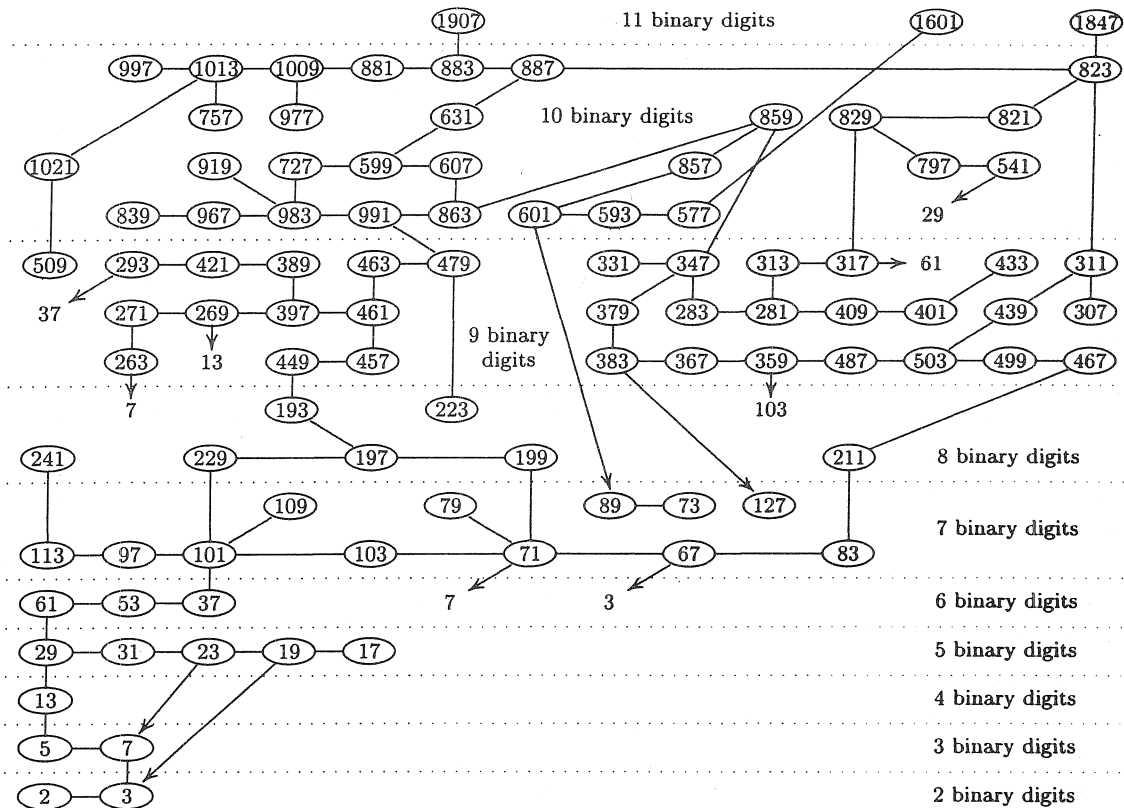 1907 11 binary digits 1601 1847
997 1013 1009 881 883 887 823
757 977 631 10 binary digits 859 829 821
1021 919 727 599 607 857 797 541
839 967 983 991 863 601 593 577 29
509 293 421 389 463 479 331 347 313 317 61 433 311
37 271 269 397 461 379 283 281 409 401 439 307
9 binary
digits
263 13 449 457 383 367 359 487 503 499 467
7 193 223 103
241 229 197 199 211 8 binary digits
109 79 89 73 127
7 binary digits
113 97 101 103 71 67 83
61 53 37 7 3 6 binary digits
29 31 23 19 17 5 binary digits
13 4 binary digits
5 7 3 binary digits
2 3 2 binary digits